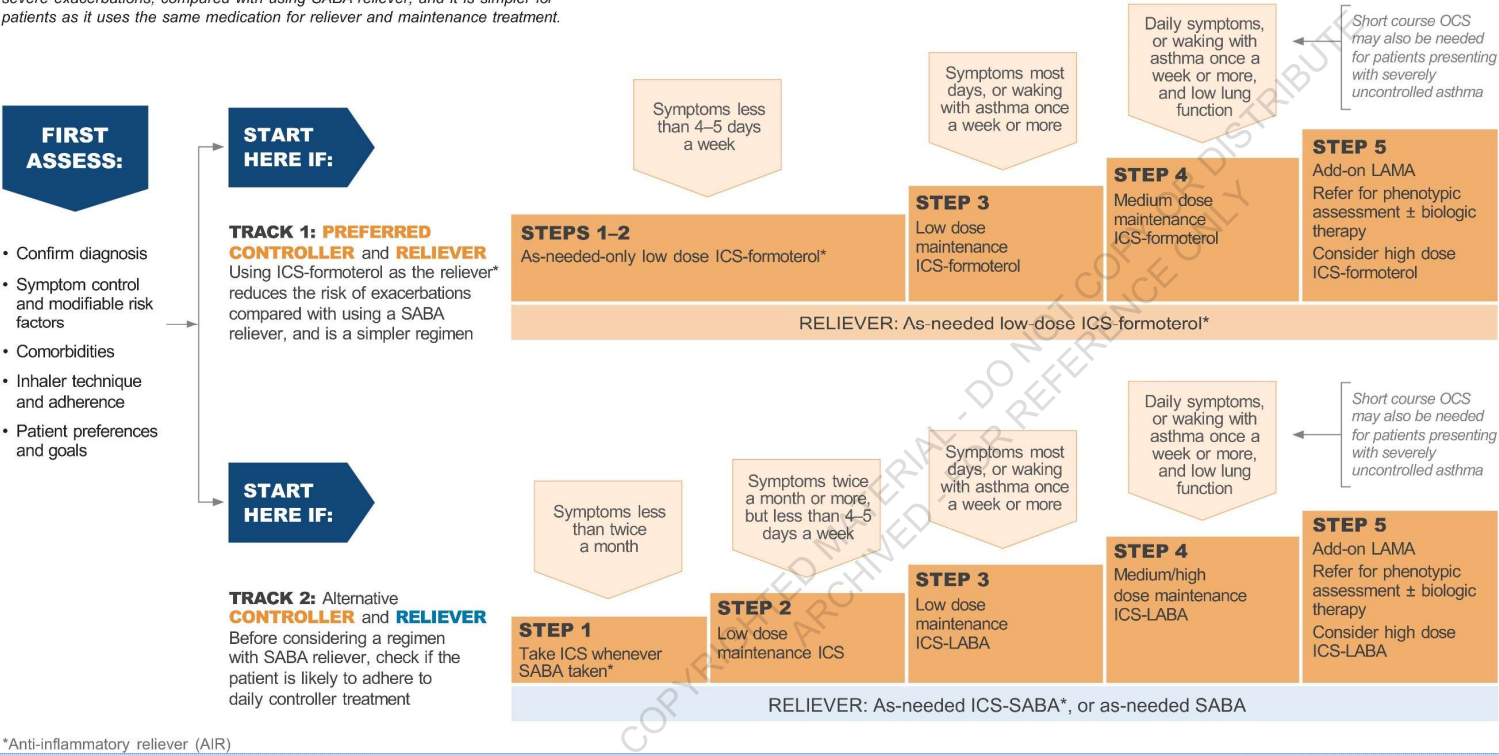 severe exacerbations, compared with using SABA reliever, and it is simpler for
patients as it uses the same medication for reliever and maintenance treatment.
FIRST
ASSESS:
• Confirm diagnosis
• Symptom control
and modifiable risk
factors
• Comorbidities
• Inhaler technique
and adherence
• Patient preferences
and goals
START
HERE IF:
TRACK 1: PREFERRED
CONTROLLER and RELIEVER
Using ICS-formoterol as the reliever*
reduces the risk of exacerbations
compared with using a SABA
reliever, and is a simpler regimen
Symptoms less
than 4–5 days
a week
Symptoms most
days, or waking
with asthma once
a week or more
Daily symptoms,
or waking with
asthma once a
week or more,
and low lung
function
Short course OCS
may also be needed
for patients presenting
with severely
uncontrolled asthma
STEPS 1–2
As-needed-only low dose ICS-formoterol*
STEP 3
Low dose
maintenance
ICS-formoterol
STEP 4
Medium dose
maintenance
ICS-formoterol
STEP 5
Add-on LAMA
Refer for phenotypic
assessment ± biologic
therapy
Consider high dose
ICS-formoterol
RELIEVER: As-needed low-dose ICS-formoterol*
START
HERE IF:
TRACK 2: Alternative
CONTROLLER and RELIEVER
Before considering a regimen
with SABA reliever, check if the
patient is likely to adhere to
daily controller treatment
Symptoms less
than twice
a month
Symptoms twice
a month or more,
but less than 4–5
days a week
Symptoms most
days, or waking
with asthma once
a week or more
Daily symptoms,
or waking with
asthma once a
week or more,
and low lung
function
Short course OCS
may also be needed
for patients presenting
with severely
uncontrolled asthma
STEP 1
Take ICS whenever
SABA taken*
STEP 2
Low dose
maintenance ICS
STEP 3
Low dose
maintenance
ICS-LABA
STEP 4
Medium/high
dose maintenance
ICS-LABA
STEP 5
Add-on LAMA
Refer for phenotypic
assessment ± biologic
therapy
Consider high dose
ICS-LABA
RELIEVER: As-needed ICS-SABA*, or as-needed SABA
*Anti-inflammatory reliever (AIR)
COPYRIGHTED MATERIAL - DO NOT COPY OR DISTRIBUTE
ARCHIVED - FOR REFERENCE ONLY